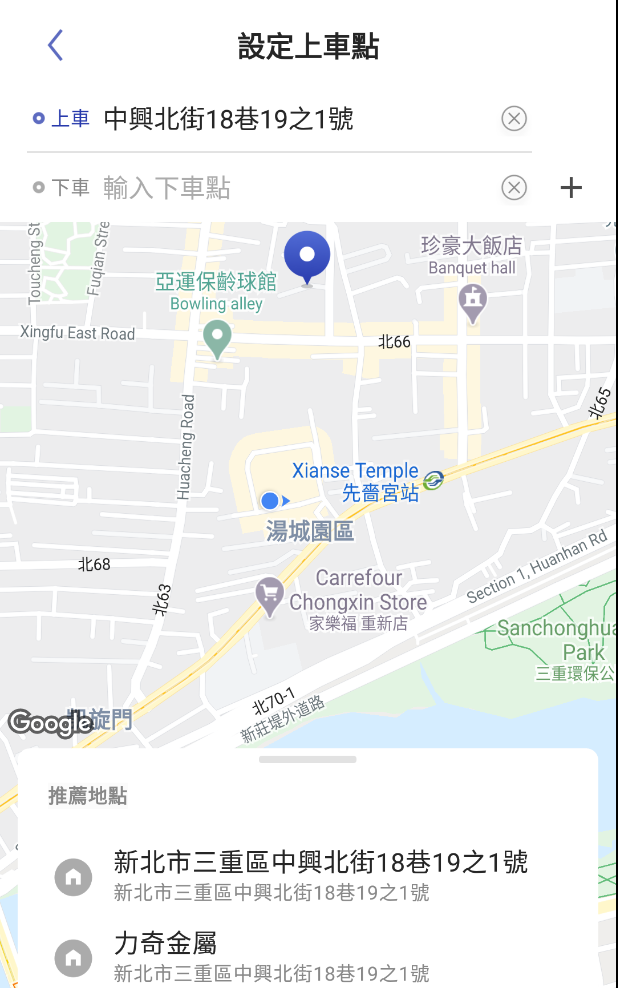 設定上車點
上車 中興北街18巷19之1號
下車 輸入下車點
Toucheng St
Fuqian Stre
珍豪大飯店
Banquet hall
亞運保齡球館
Bowling alley
Xingfu East Road
北66
北65
Huacheng Road
Xianse Temple
先嗇宮站
湯城園區
北68
北63
Section 1, Huanhan Rd
Carrefour
Chongxin Store
家樂福 重新店
Sanchonghua
Park
三重環保公
北70-1
新莊堤外道路
Google
旋門
推薦地點
新北市三重區中興北街18巷19之1號
新北市三重區中興北街18巷19之1號
力奇金屬
新北市三重區中興北街18巷19之1號